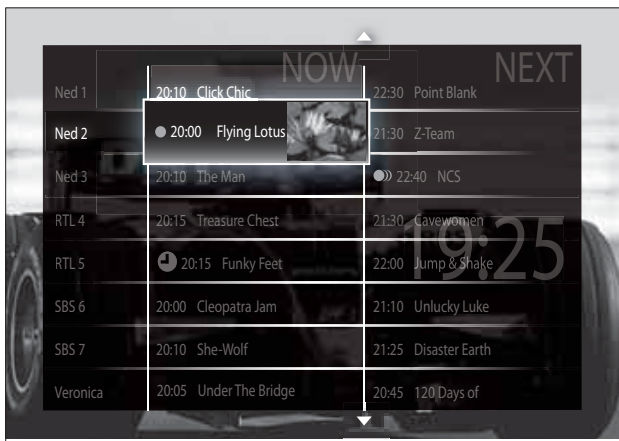 NOW NEXT
Ned 1 20:10 Click Chic 22:30 Point Blank
Ned 2 20:00 Flying Lotus 21:30 Z-Team
Ned 3 20:10 The Man 22:40 NCS
RTL 4 20:15 Treasure Chest 21:30 Cavewomen
19:25
RTL 5 20:15 Funky Feet 22:00 Jump & Shake
SBS 6 20:00 Cleopatra Jam 21:10 Unlucky Luke
SBS 7 20:10 She-Wolf 21:25 Disaster Earth
Veronica 20:05 Under The Bridge 20:45 120 Days of